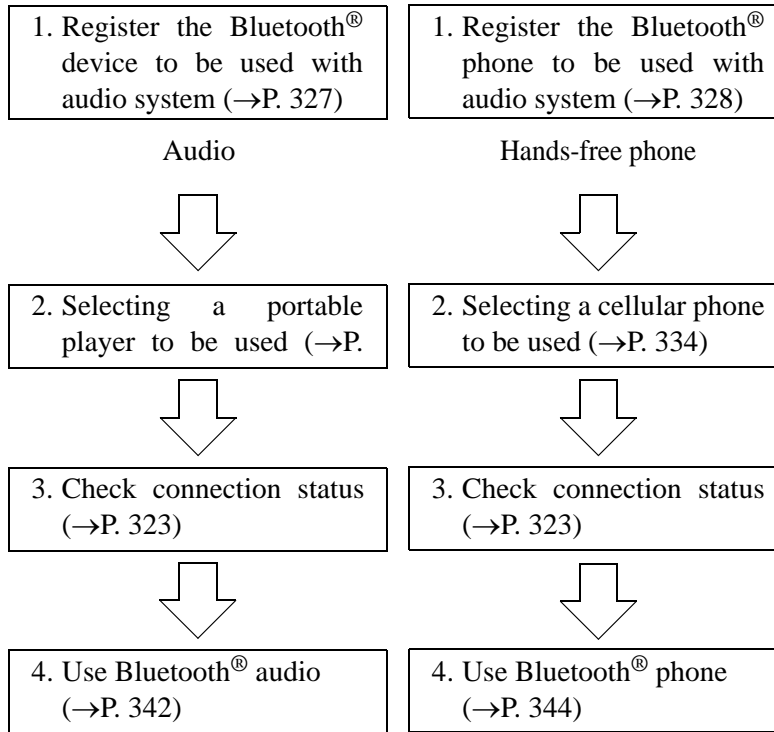 1. Register the Bluetooth®
device to be used with
audio system (→P. 327)
Audio
2. Selecting a portable
player to be used (→P.
3. Check connection status
(→P. 323)
4. Use Bluetooth® audio
(→P. 342)
1. Register the Bluetooth®
phone to be used with
audio system (→P. 328)
Hands-free phone
2. Selecting a cellular phone
to be used (→P. 334)
3. Check connection status
(→P. 323)
4. Use Bluetooth® phone
(→P. 344)